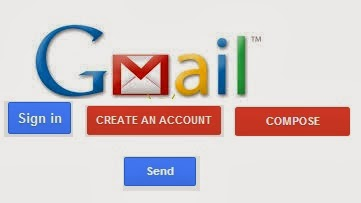 Gmail™
Sign in CREATE AN ACCOUNT COMPOSE
Send